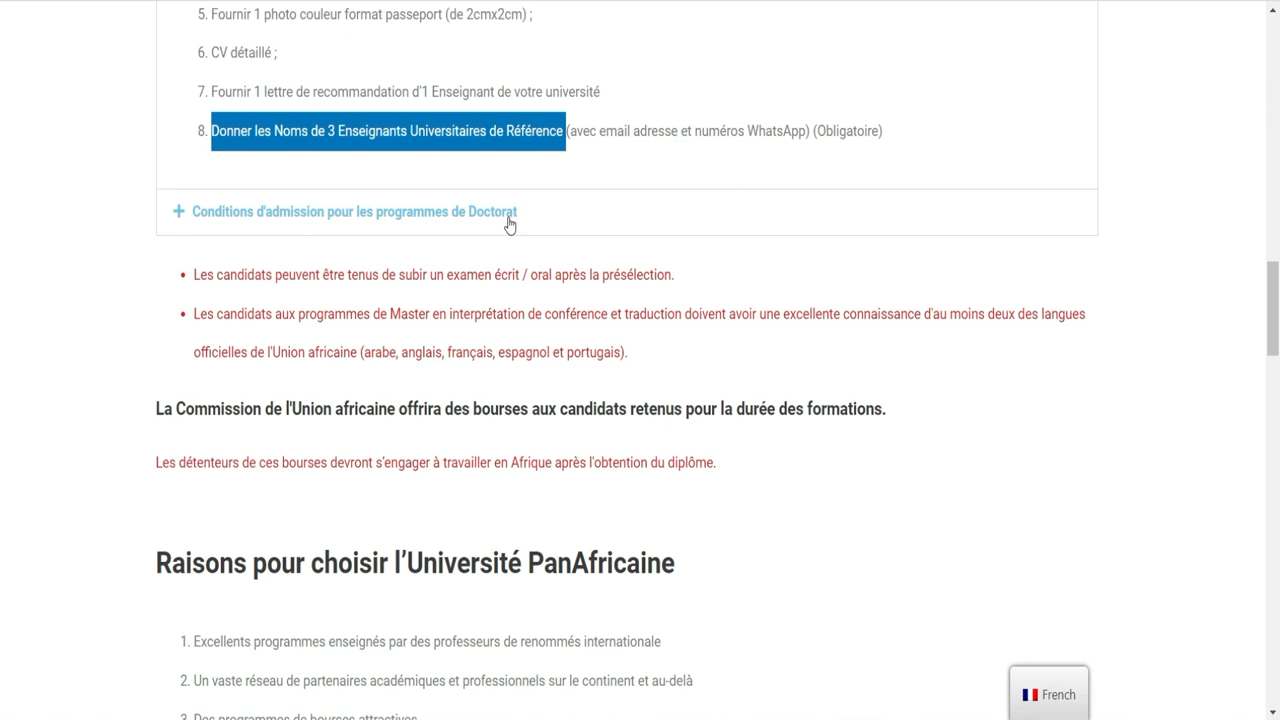 5. Fournir 1 photo couleur format passeport (de 2cmx2cm) ;
6. CV détaillé ;
7. Fournir 1 lettre de recommandation d'1 Enseignant de votre université
8. Donner les Noms de 3 Enseignants Universitaires de Référence (avec email adresse et numéros WhatsApp) (Obligatoire)
+ Conditions d'admission pour les programmes de Doctorat
• Les candidats peuvent être tenus de subir un examen écrit / oral après la présélection.
• Les candidats aux programmes de Master en interprétation de conférence et traduction doivent avoir une excellente connaissance d'au moins deux des langues
officielles de l'Union africaine (arabe, anglais, français, espagnol et portugais).
La Commission de l'Union africaine offrira des bourses aux candidats retenus pour la durée des formations.
Les détenteurs de ces bourses devront s’engager à travailler en Afrique après l'obtention du diplôme.
Raisons pour choisir l’Université PanAfricaine
1. Excellents programmes enseignés par des professeurs de renommés internationale
2. Un vaste réseau de partenaires académiques et professionnels sur le continent et au-delà
3. Des programmes de bourses attractives
French